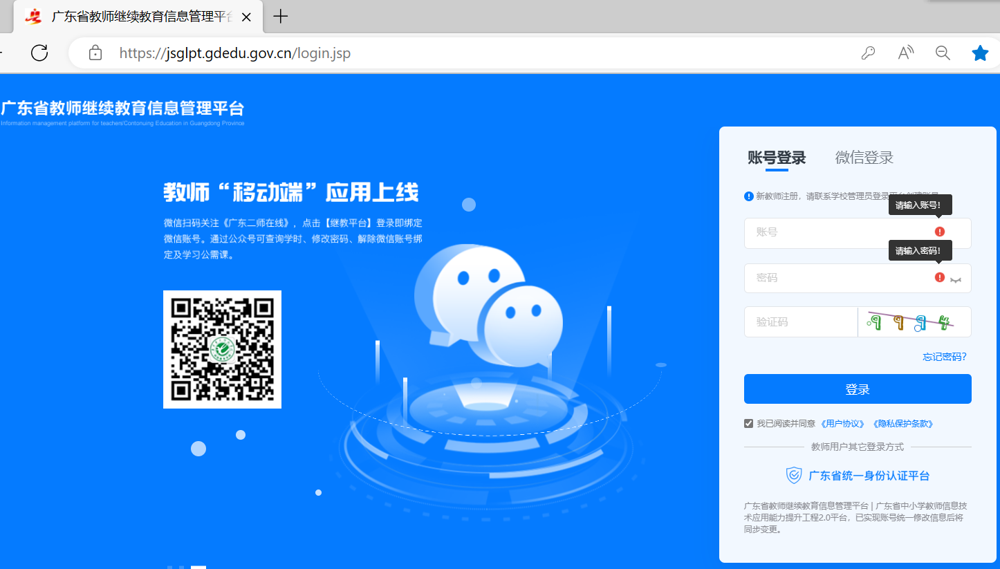 广东省教师继续教育信息管理平台
https://jsglpt.gdedu.gov.cn/login.jsp
广东省教师继续教育信息管理平台
Information management platform for teachers'Contonuing Education in Guangdong Province
教师“移动端”应用上线
微信扫码关注《广东二师在线》，点击【继教平台】登录即绑定
微信账号。通过公众号可查询学时、修改密码、解除微信账号绑
定及学习公需课。
账号登录 微信登录
新教师注册，请联系学校管理员登录平台创建账号
请输入账号！
账号
请输入密码！
密码
验证码
9994
忘记密码？
登录
我已阅读并同意《用户协议》《隐私保护条款》
教师用户其它登录方式
广东省统一身份认证平台
广东省教师继续教育信息管理平台 | 广东省中小学教师信息技
术应用能力提升工程2.0平台，已实现账号统一修改信息后将
同步变更。